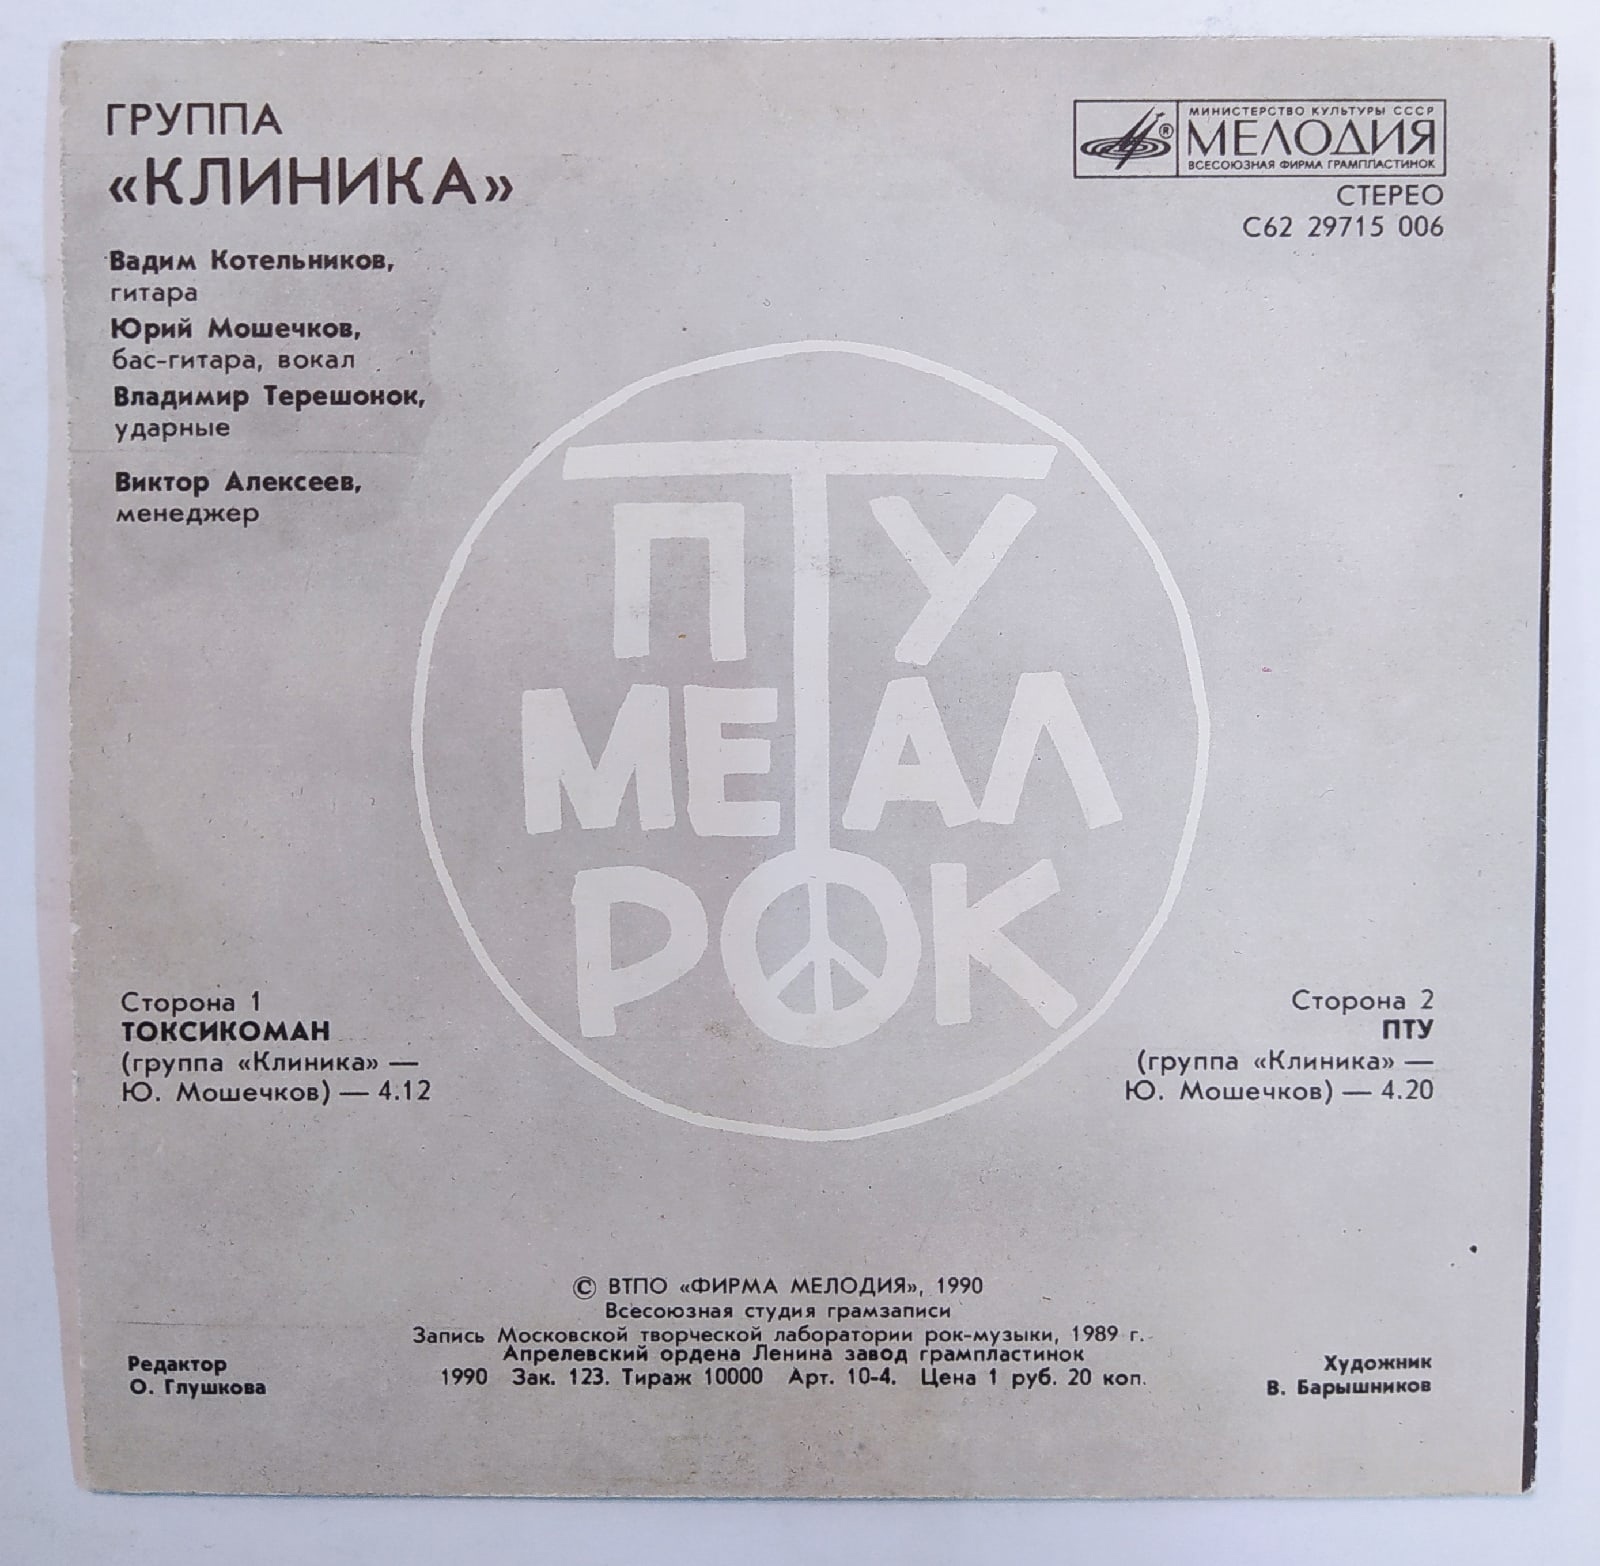 ГРУППА
«КЛИНИКА»
Вадим Котельников,
гитара
Юрий Мошечков,
бас-гитара, вокал
Владимир Терешонок,
ударные
Виктор Алексеев,
менеджер
МИНИСТЕРСТВО КУЛЬТУРЫ СССР
МЕЛОДИЯ
ВСЕСОЮЗНАЯ ФИРМА ГРАМПЛАСТИНОК
СТЕРЕО
С62 29715 006
ПТУ
МЕТАЛ
РОК
Сторона 1
ТОКСИКОМАН
(группа «Клиника» —
Ю. Мошечков) — 4.12
Сторона 2
ПТУ
(группа «Клиника» —
Ю. Мошечков) — 4.20
© ВТПО «ФИРМА МЕЛОДИЯ», 1990
Всесоюзная студия грамзаписи
Запись Московской творческой лаборатории рок-музыки, 1989 г.
Апрелевский ордена Ленина завод грампластинок
1990 Зак. 123. Тираж 10000 Арт. 10-4. Цена 1 руб. 20 коп.
Редактор
О. Глушкова
Художник
В. Барышников